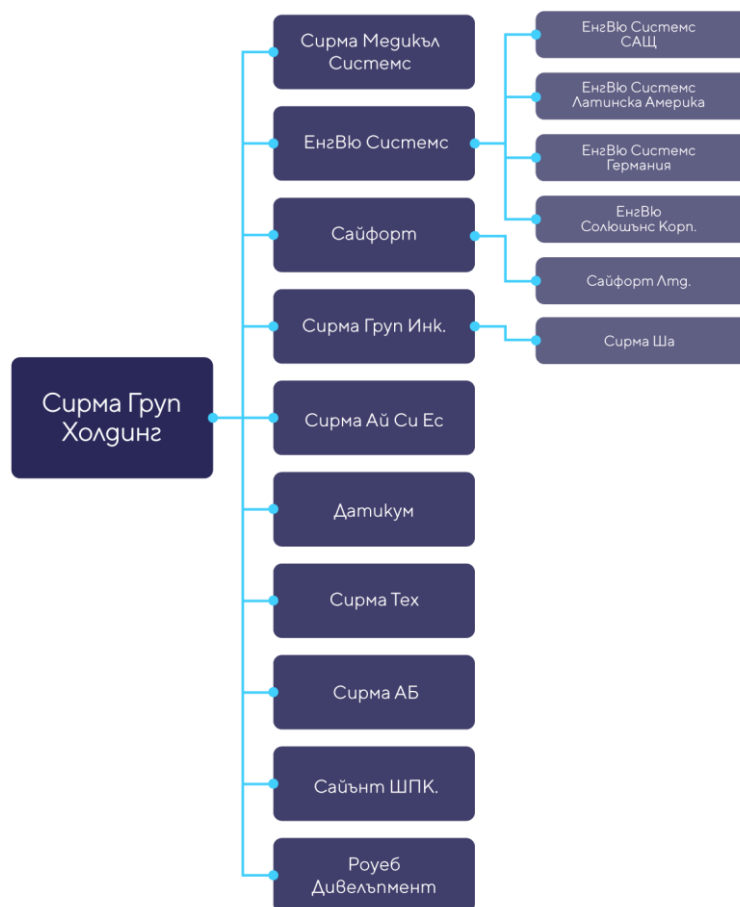 Сирма Груп
Холдинг
Сирма Медикъл
Системс
ЕнгВю Системс
Сайфорт
Сирма Груп Инк.
Сирма Ай Си Ес
Датикум
Сирма Тех
Сирма АБ
Сайънт ШПК.
Роуеб
Дивелъпмент
ЕнгВю Системс
САЩ
ЕнгВю Системс
Латинска Америка
ЕнгВю Системс
Германия
ЕнгВю
Солюшънс Корп.
Сайфорт Лтд.
Сирма Ша